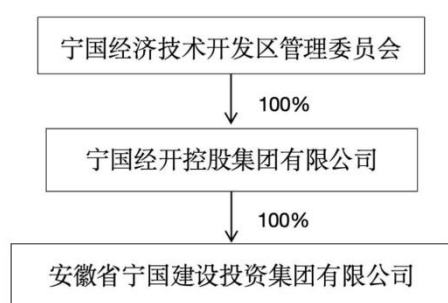 宁国经济技术开发区管理委员会
100%
宁国经开控股集团有限公司
100%
安徽省宁国建设投资集团有限公司